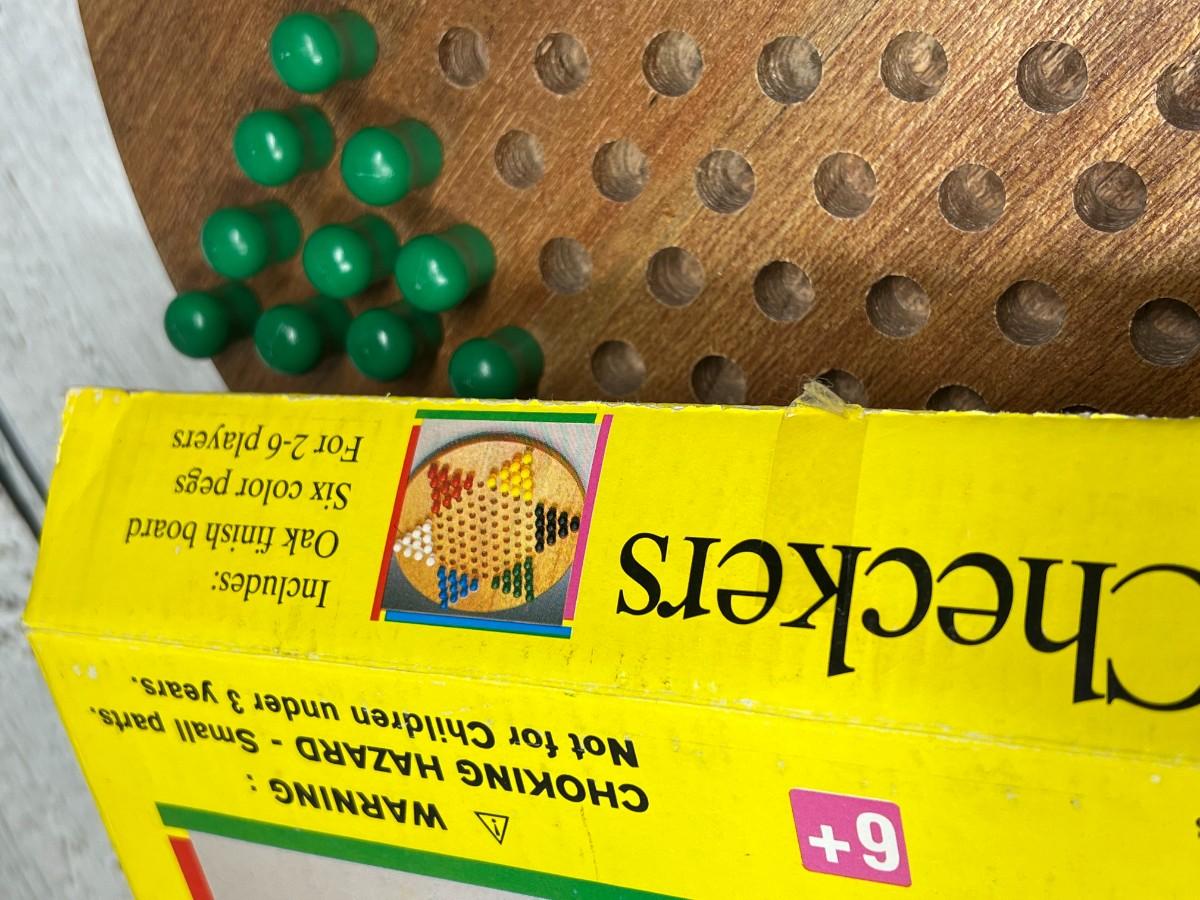 6+
WARNING :
CHOKING HAZARD - Small parts.
Not for Children under 3 years.
Checkers
Includes:
Oak finish board
Six color pegs
For 2-6 players